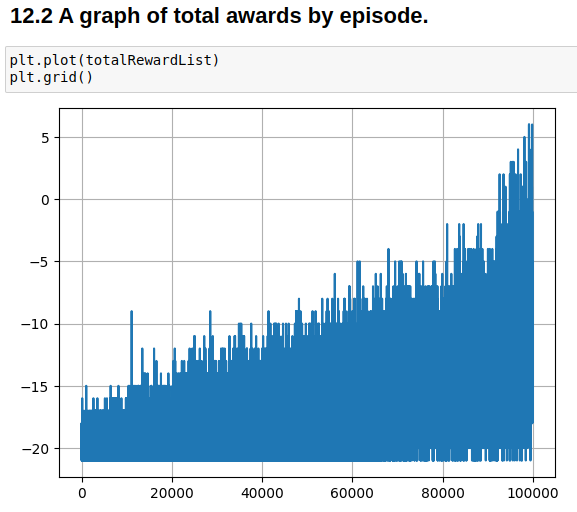 12.2 A graph of total awards by episode.
plt.plot(totalRewardList)
plt.grid()
5
0
−5
−10
−15
−20
0 20000 40000 60000 80000 100000